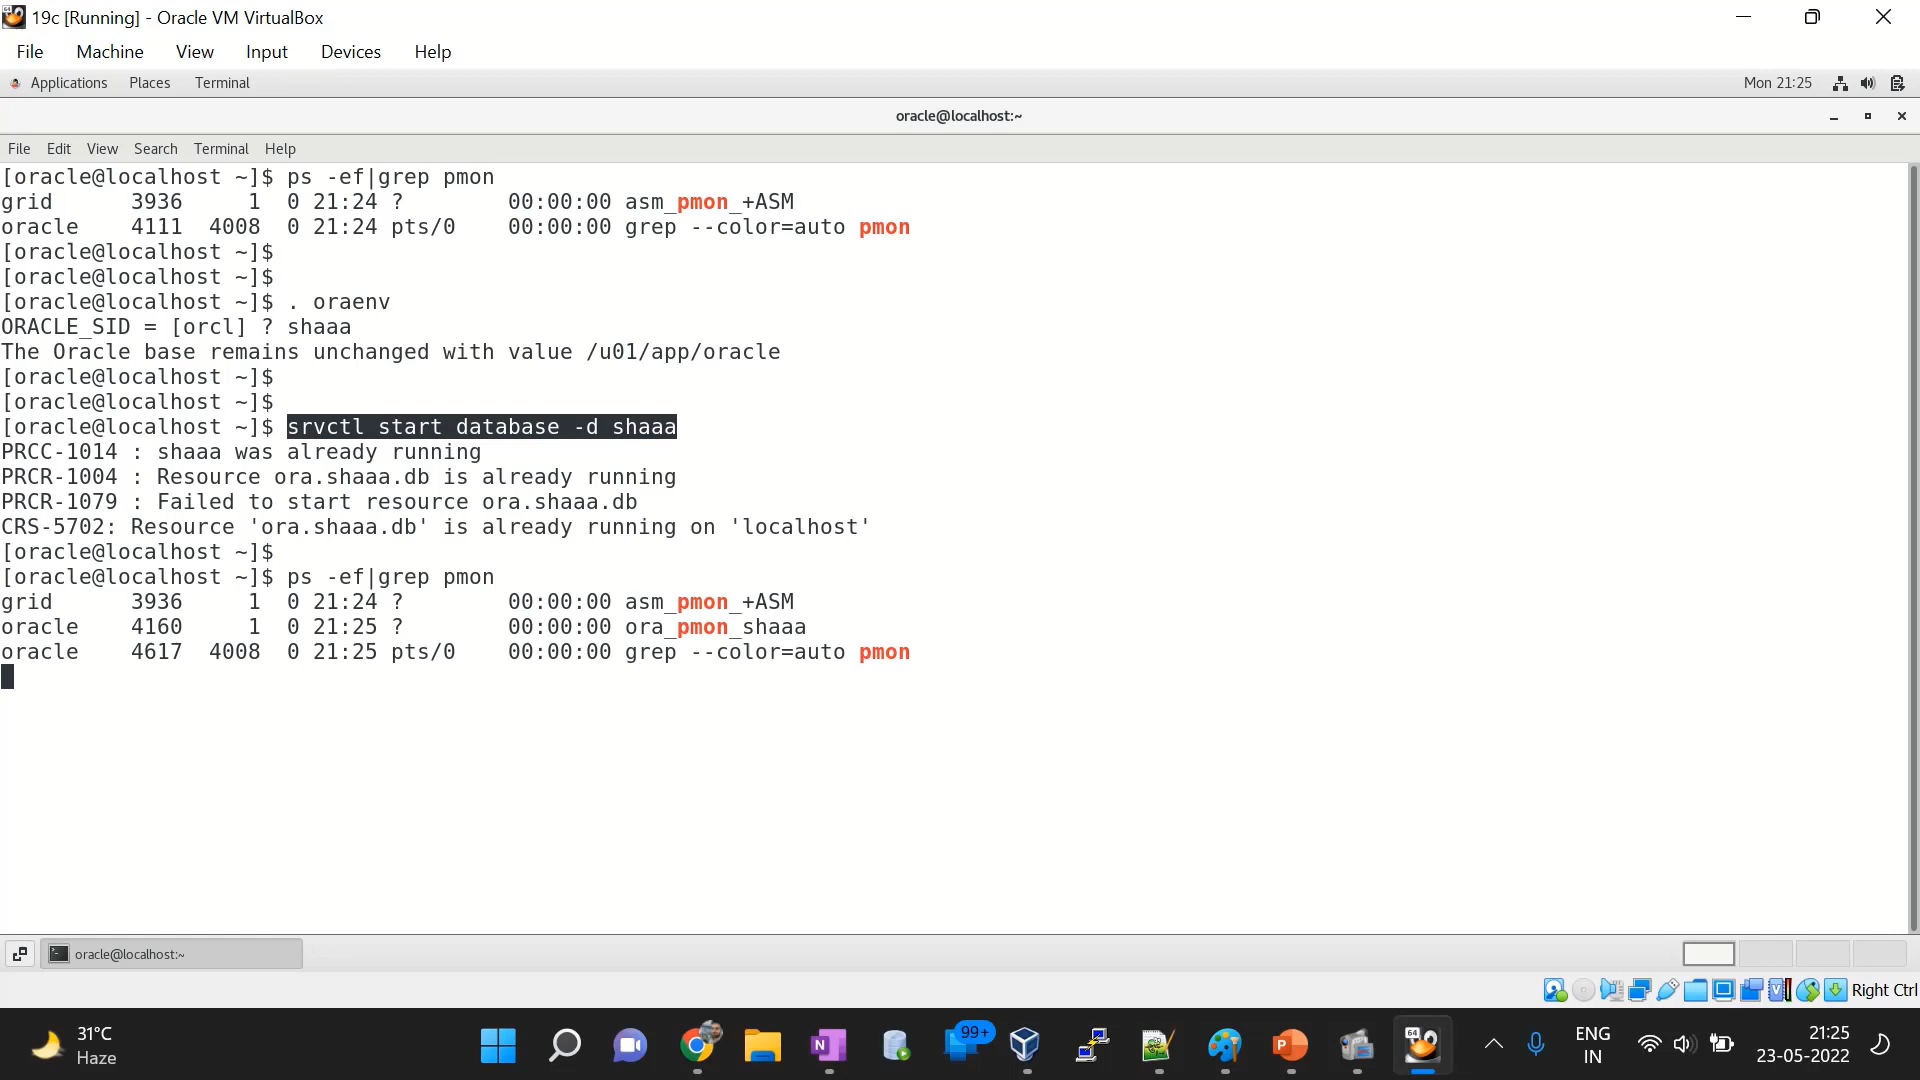 19c [Running] - Oracle VM VirtualBox
File Machine View Input Devices Help
Applications Places Terminal Mon 21:25
oracle@localhost:~
File Edit View Search Terminal Help
[oracle@localhost ~]$ ps -ef|grep pmon
grid 3936 1 0 21:24 ? 00:00:00 asm_pmon_+ASM
oracle 4111 4008 0 21:24 pts/0 00:00:00 grep --color=auto pmon
[oracle@localhost ~]$
[oracle@localhost ~]$
[oracle@localhost ~]$ . oraenv
ORACLE_SID = [orcl] ? shaaa
The Oracle base remains unchanged with value /u01/app/oracle
[oracle@localhost ~]$
[oracle@localhost ~]$
[oracle@localhost ~]$ srvctl start database -d shaaa
PRCC-1014 : shaaa was already running
PRCR-1004 : Resource ora.shaaa.db is already running
PRCR-1079 : Failed to start resource ora.shaaa.db
CRS-5702: Resource 'ora.shaaa.db' is already running on 'localhost'
[oracle@localhost ~]$
[oracle@localhost ~]$ ps -ef|grep pmon
grid 3936 1 0 21:24 ? 00:00:00 asm_pmon_+ASM
oracle 4160 1 0 21:25 ? 00:00:00 ora_pmon_shaaa
oracle 4617 4008 0 21:25 pts/0 00:00:00 grep --color=auto pmon
oracle@localhost:~
Right Ctrl
31°C
Haze
99+
N
P
64
ENG
IN
21:25
23-05-2022